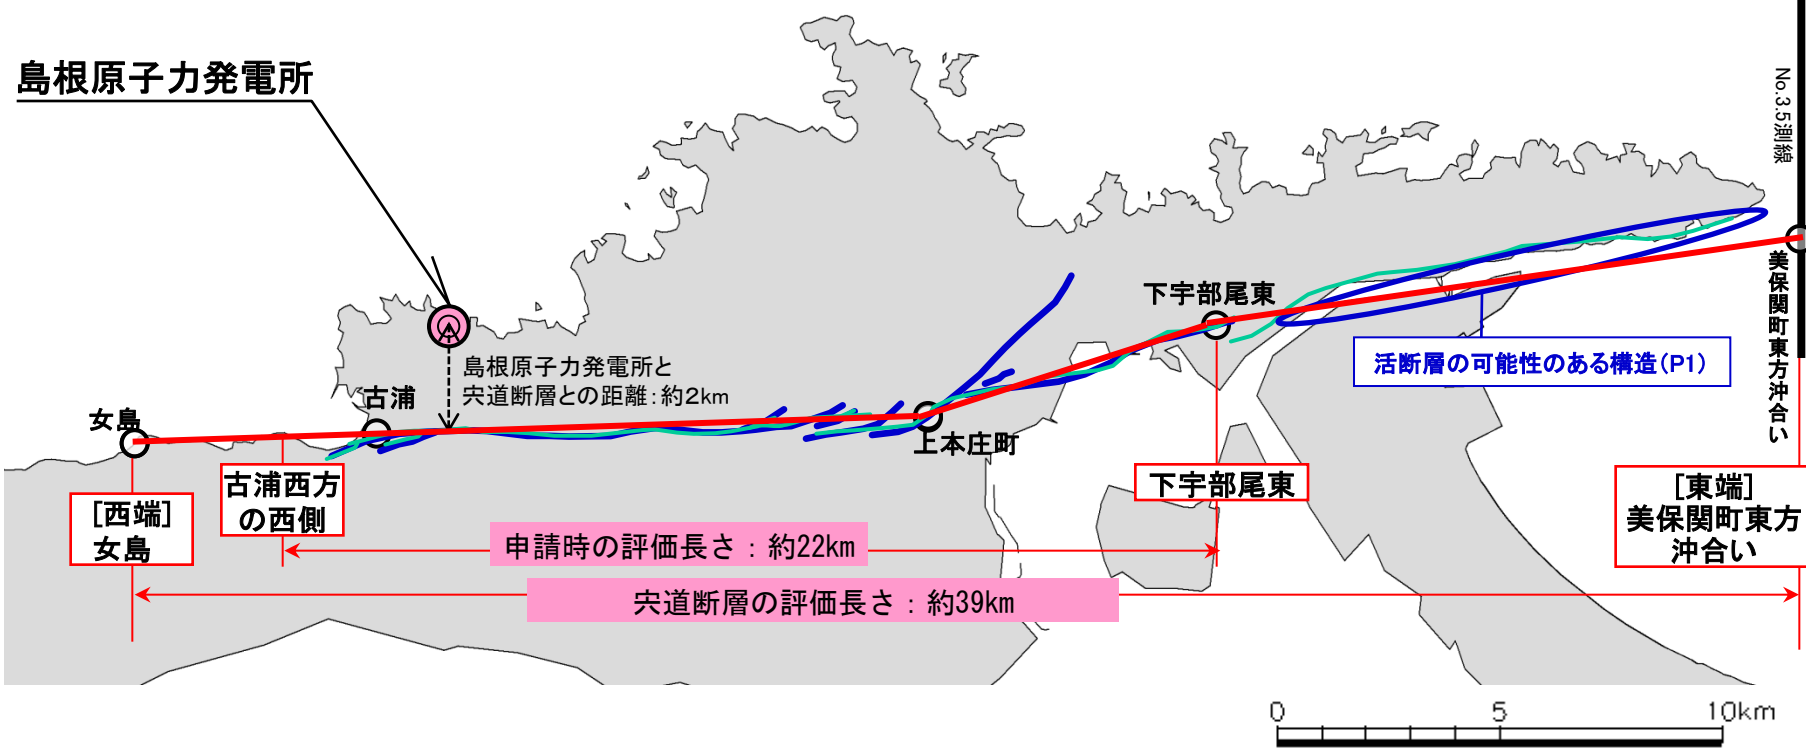 島根原子力発電所
No.3.5測線
美保関町東方沖合い
下宇部尾東
島根原子力発電所と
宍道断層との距離：約2km
活断層の可能性のある構造(P1)
古浦
女島
上本庄町
[西端]
女島
古浦西方
の西側
下宇部尾東
[東端]
美保関町東方
沖合い
申請時の評価長さ：約22km
宍道断層の評価長さ：約39km
0 5 10km